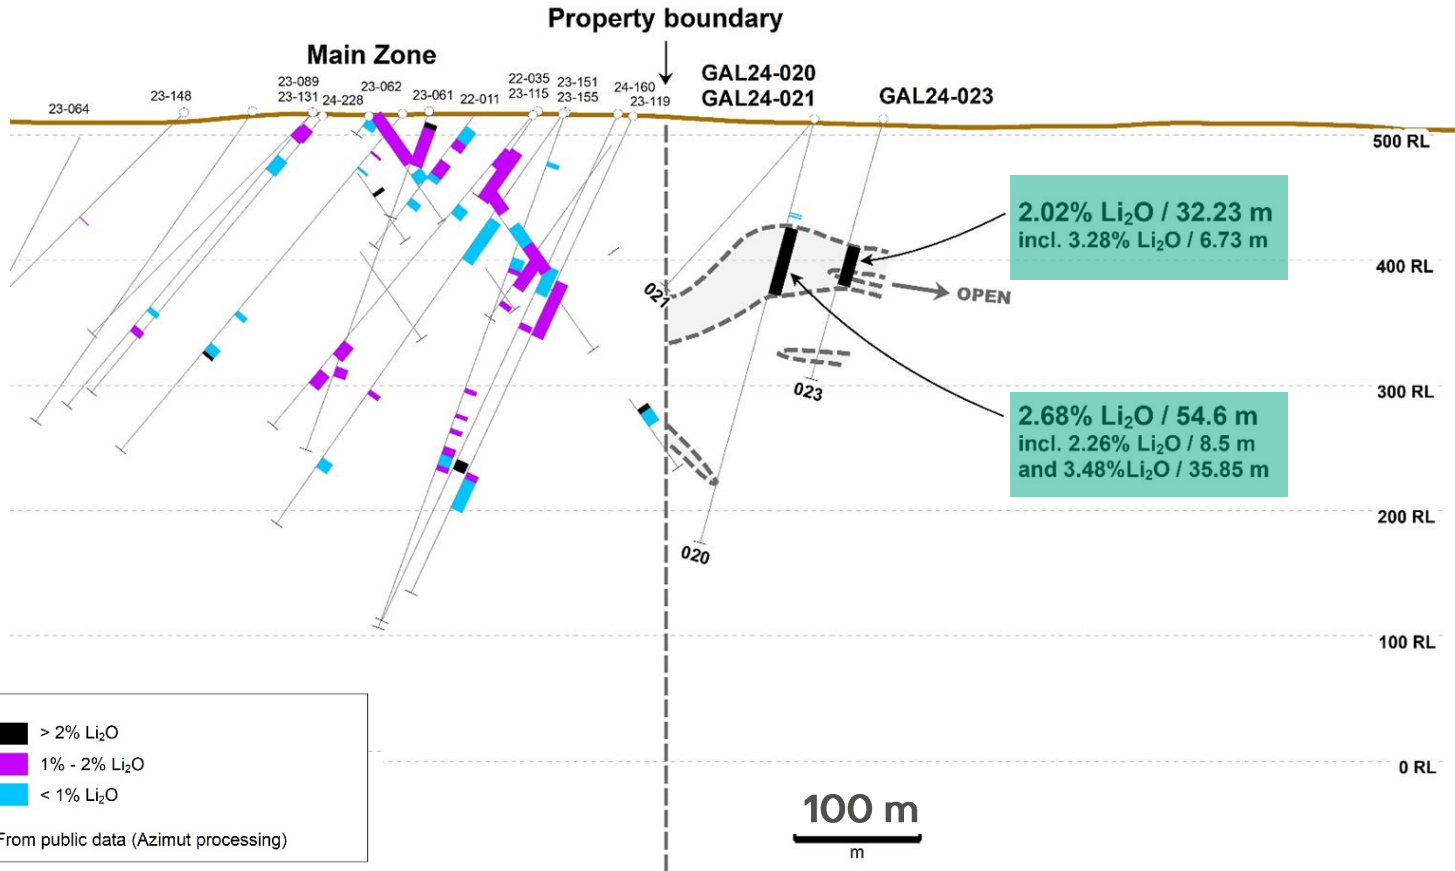 Property boundary
Main Zone
GAL24-020
GAL24-021
GAL24-023
23-064
23-148
23-089
23-131
24-228
23-062
23-061
22-011
22-035
23-115
23-151
23-155
24-160
23-119
500 RL
2.02% Li₂O / 32.23 m
incl. 3.28% Li₂O / 6.73 m
400 RL
021
OPEN
300 RL
023
2.68% Li₂O / 54.6 m
incl. 2.26% Li₂O / 8.5 m
and 3.48%Li₂O / 35.85 m
200 RL
020
100 RL
0 RL
> 2% Li₂O
1% - 2% Li₂O
< 1% Li₂O
From public data (Azimut processing)
100 m
m